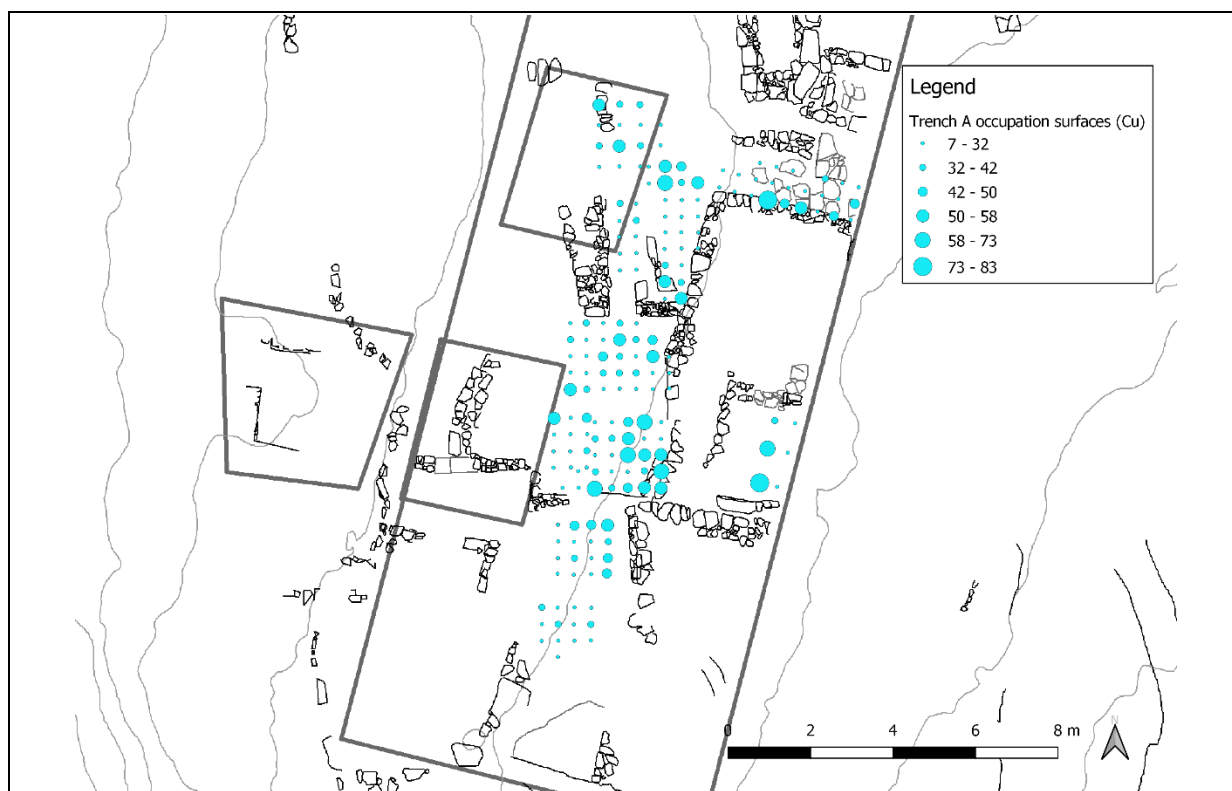 Legend
Trench A occupation surfaces (Cu)
7 - 32
32 - 42
42 - 50
50 - 58
58 - 73
73 - 83
0 2 4 6 8 m
N